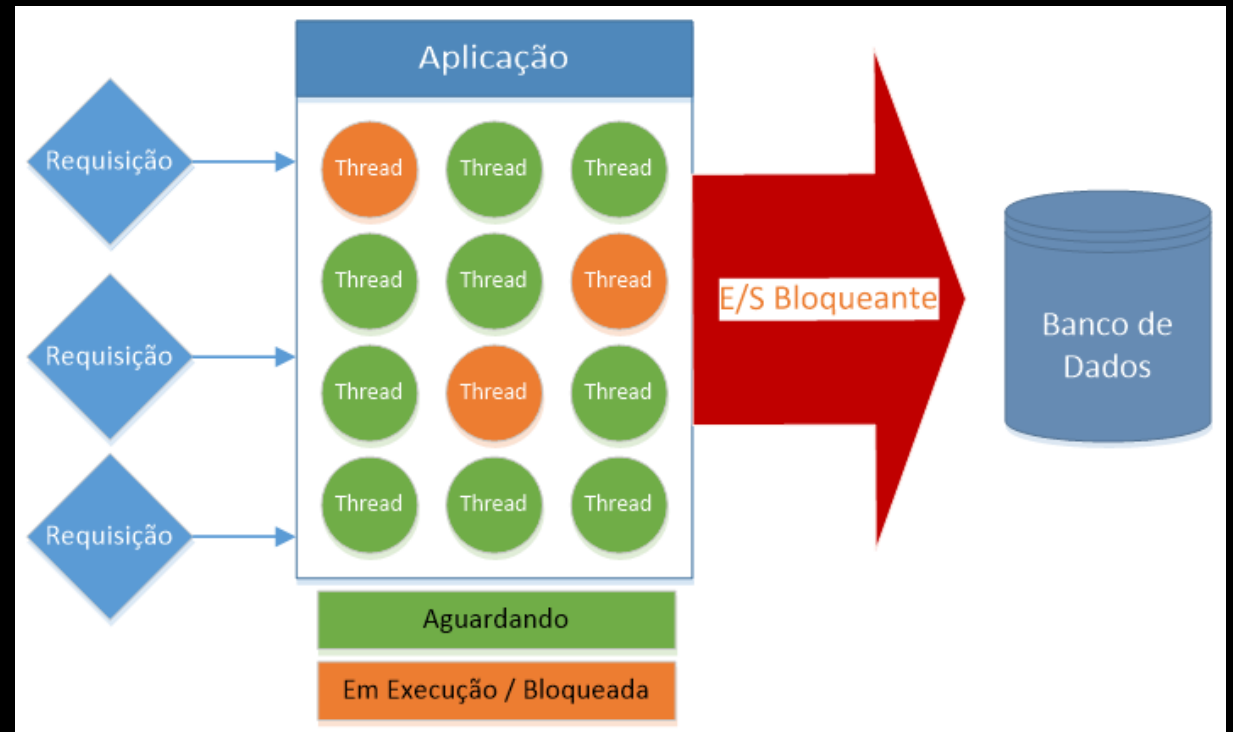 Aplicação
Requisição
Thread Thread Thread
Thread Thread Thread
E/S Bloqueante
Banco de
Dados
Requisição
Thread Thread Thread
Requisição
Thread Thread Thread
Aguardando
Em Execução / Bloqueada